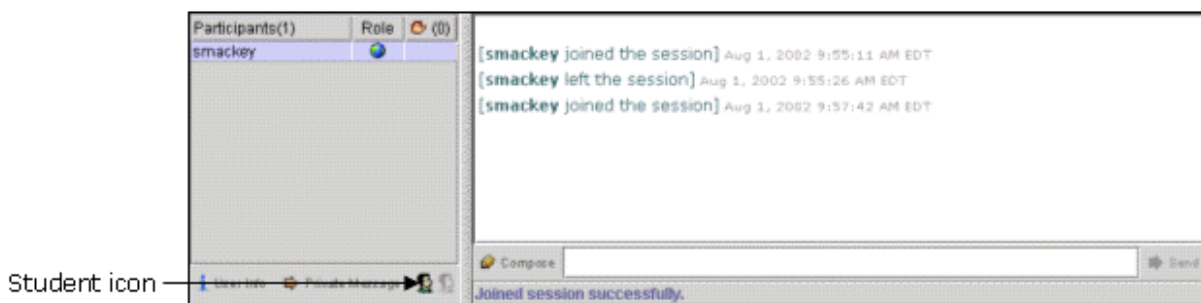 Participants(1) Role (0)
smackey
[smackey joined the session] Aug 1, 2002 9:55:11 AM EDT
[smackey left the session] Aug 1, 2002 9:55:26 AM EDT
[smackey joined the session] Aug 1, 2002 9:57:42 AM EDT
Compose Send
Student icon
User Info Private Message
Joined session successfully.